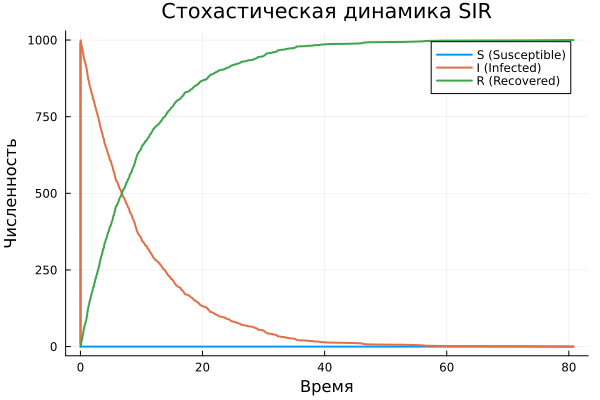 Стохастическая динамика SIR
1000
750
500
250
0
Численность
0
20
40
60
80
Время
S (Susceptible)
I (Infected)
R (Recovered)